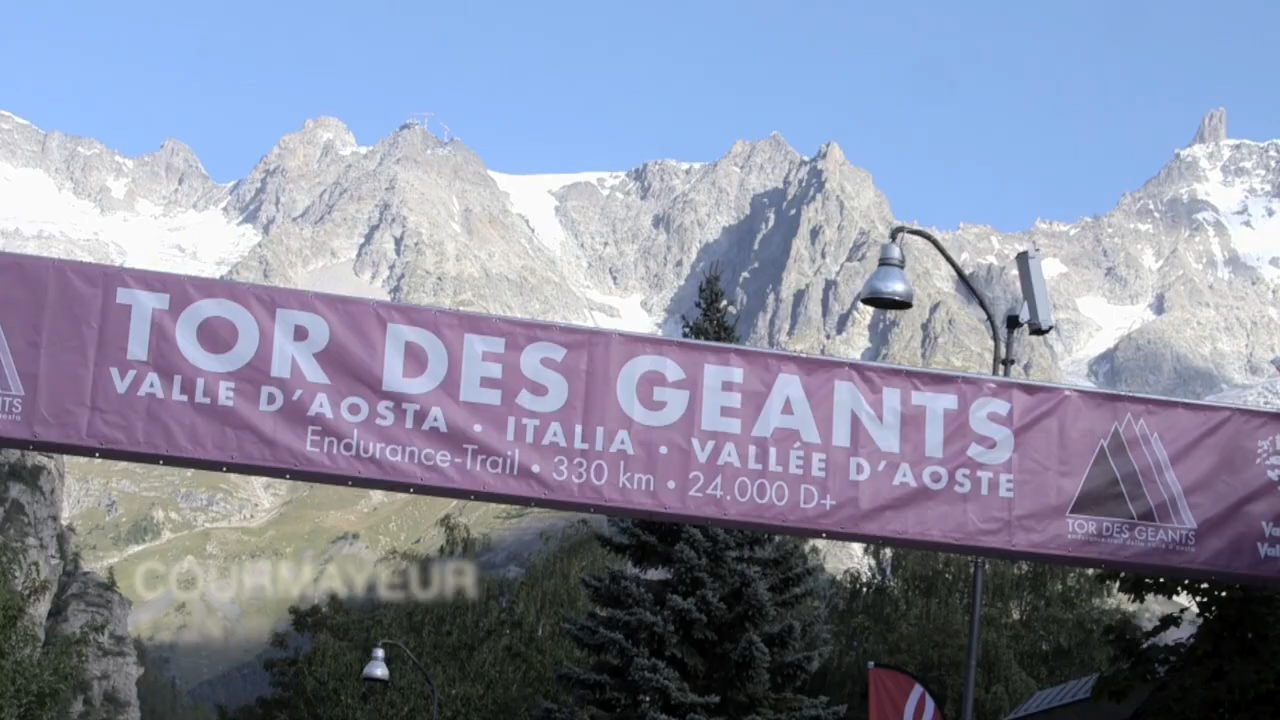 TOR DES GEANTS
VALLE D'AOSTA • ITALIA • VALLÉE D'AOSTE
Endurance-Trail • 330 km • 24.000 D+
TOR DES GEANTS
COURMAYEUR